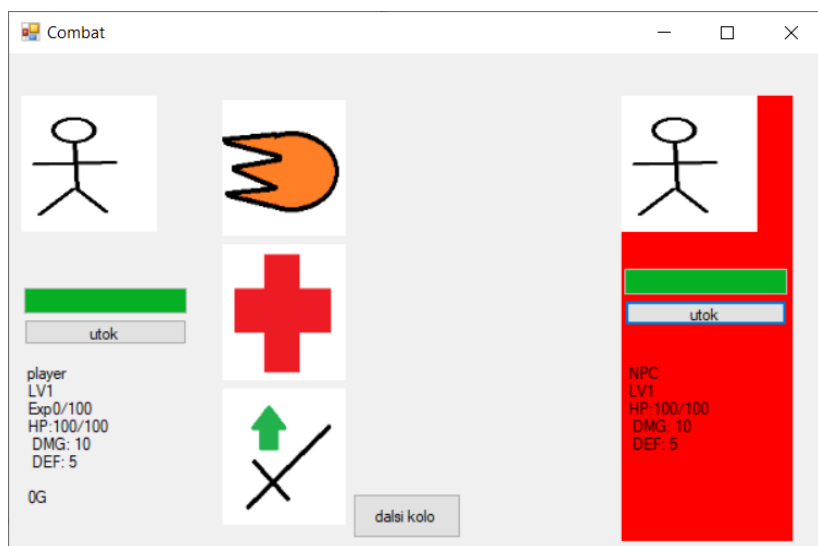 Combat
utok
player
LV1
Exp0/100
HP:100/100
DMG: 10
DEF: 5
0G
dalsi kolo
utok
NPC
LV1
HP:100/100
DMG: 10
DEF: 5